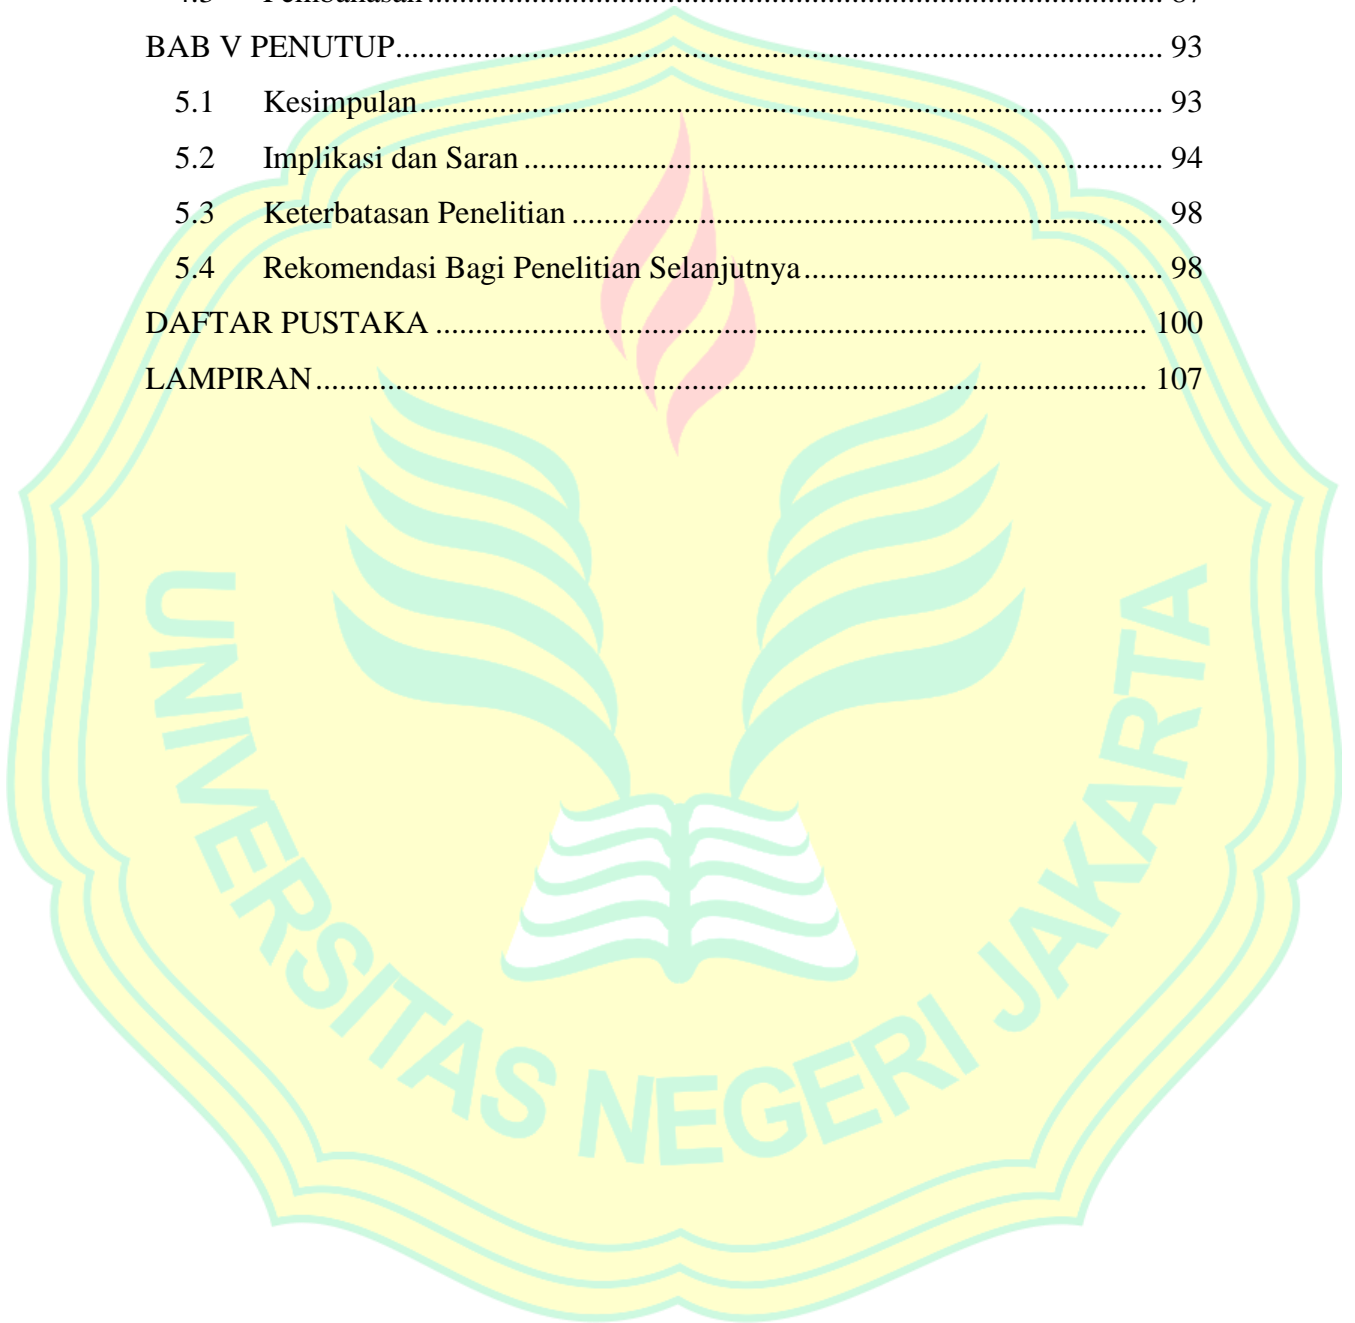 BAB V PENUTUP.......................................................................................... 93
5.1 Kesimpulan........................................................................................ 93
5.2 Implikasi dan Saran ........................................................................... 94
5.3 Keterbatasan Penelitian ..................................................................... 98
5.4 Rekomendasi Bagi Penelitian Selanjutnya ......................................... 98
DAFTAR PUSTAKA .................................................................................... 100
LAMPIRAN .................................................................................................. 107
UNIVERSITAS NEGERI JAKARTA